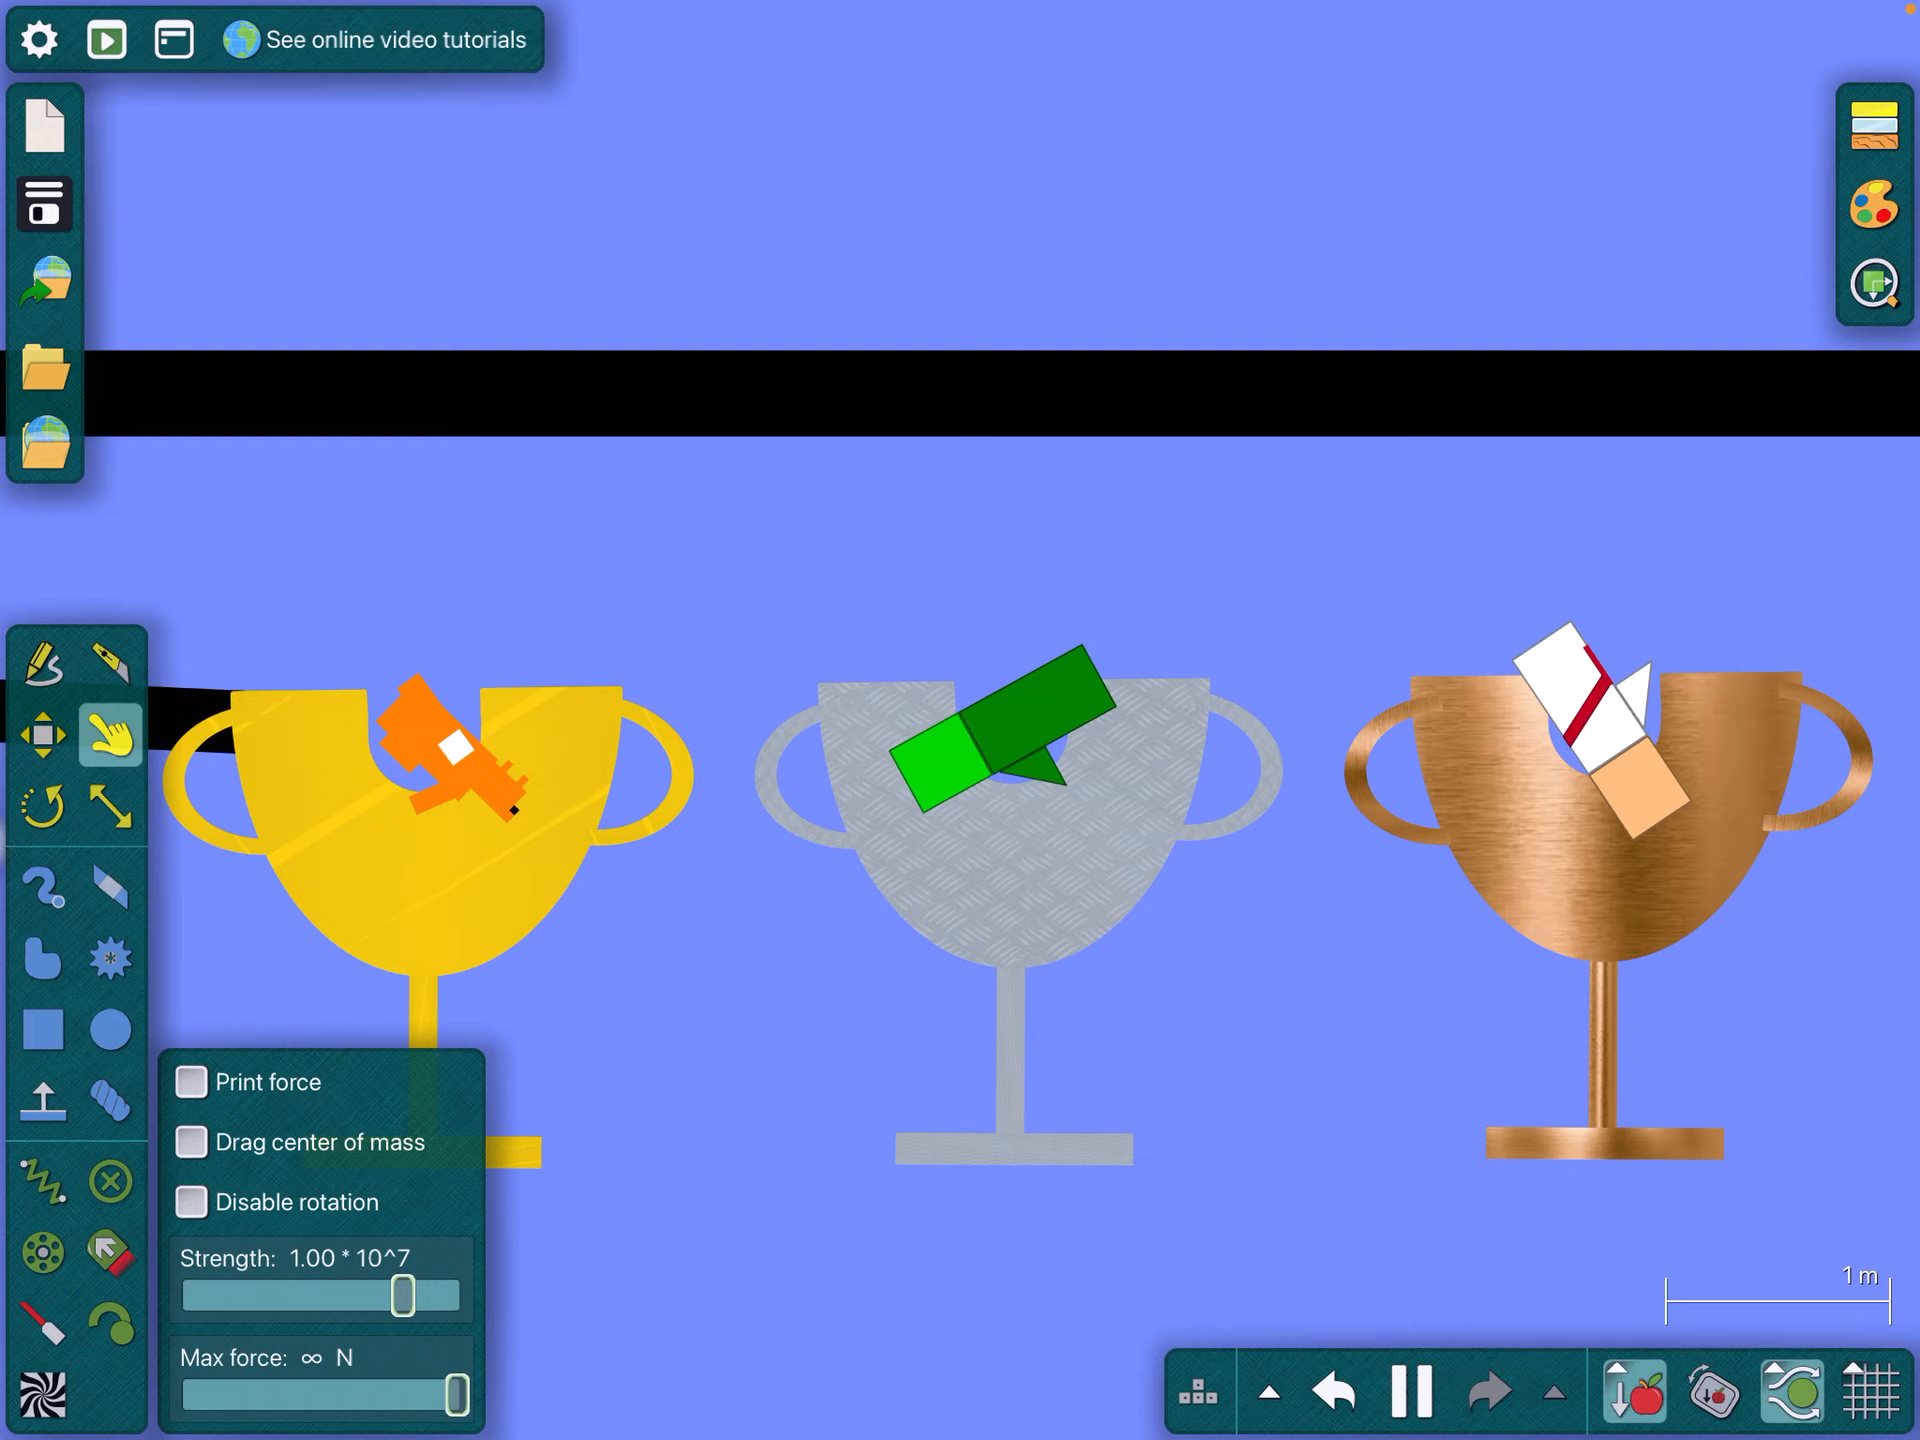 See online video tutorials
Print force
Drag center of mass
Disable rotation
Strength: 1.00 * 10^7
1 m
Max force: ∞ N